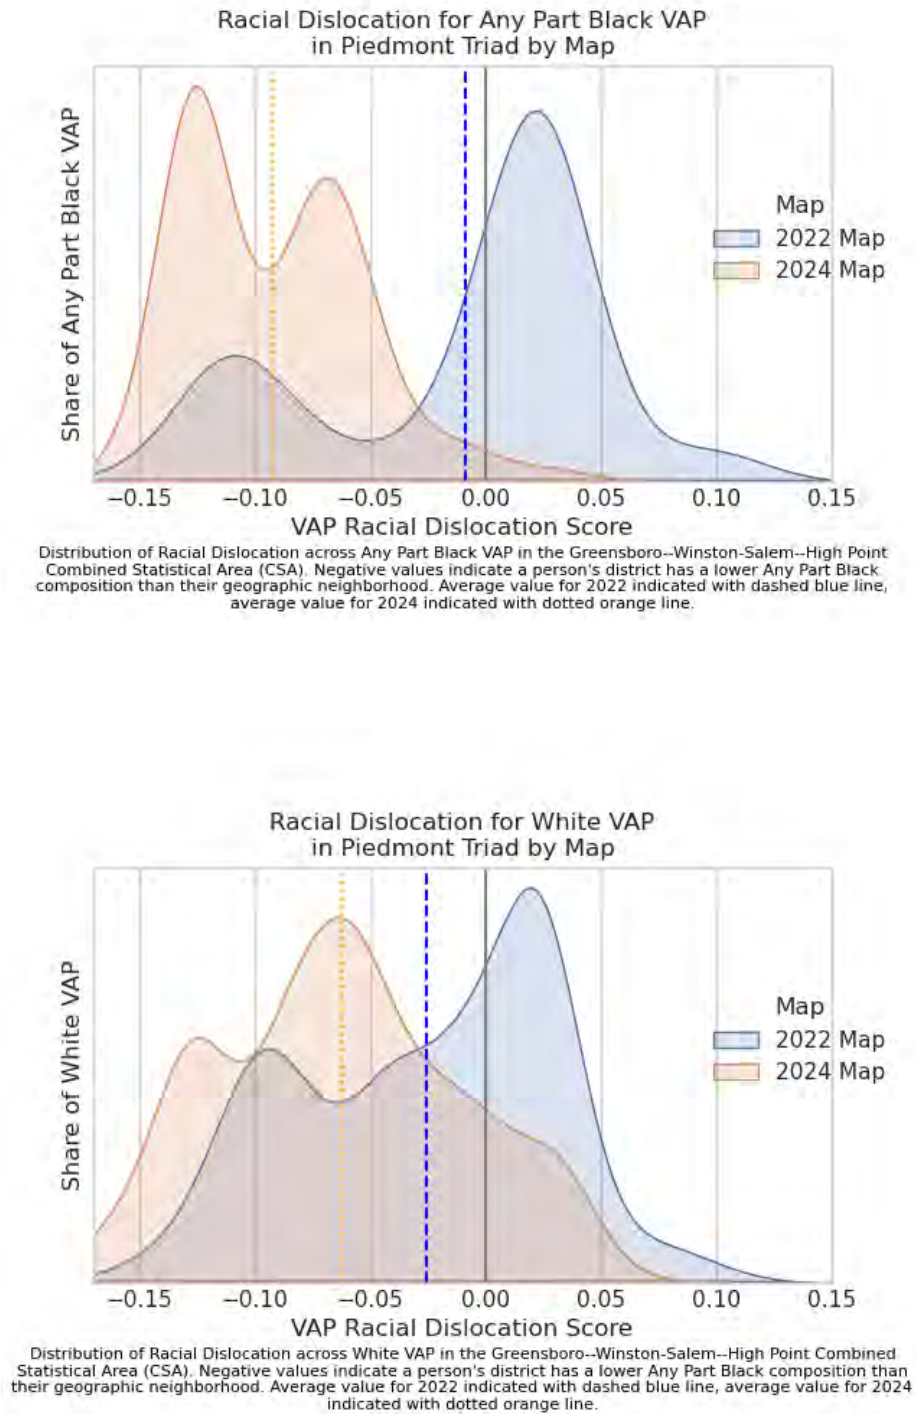 Racial Dislocation for Any Part Black VAP
in Piedmont Triad by Map
Share of Any Part Black VAP
Map
2022 Map
2024 Map
−0.15 −0.10 −0.05 0.00 0.05 0.10 0.15
VAP Racial Dislocation Score
Distribution of Racial Dislocation across Any Part Black VAP in the Greensboro--Winston-Salem--High Point
Combined Statistical Area (CSA). Negative values indicate a person's district has a lower Any Part Black
composition than their geographic neighborhood. Average value for 2022 indicated with dashed blue line,
average value for 2024 indicated with dotted orange line.
Racial Dislocation for White VAP
in Piedmont Triad by Map
Share of White VAP
Map
2022 Map
2024 Map
−0.15 −0.10 −0.05 0.00 0.05 0.10 0.15
VAP Racial Dislocation Score
Distribution of Racial Dislocation across White VAP in the Greensboro--Winston-Salem--High Point Combined
Statistical Area (CSA). Negative values indicate a person's district has a lower Any Part Black composition than
their geographic neighborhood. Average value for 2022 indicated with dashed blue line, average value for 2024
indicated with dotted orange line.